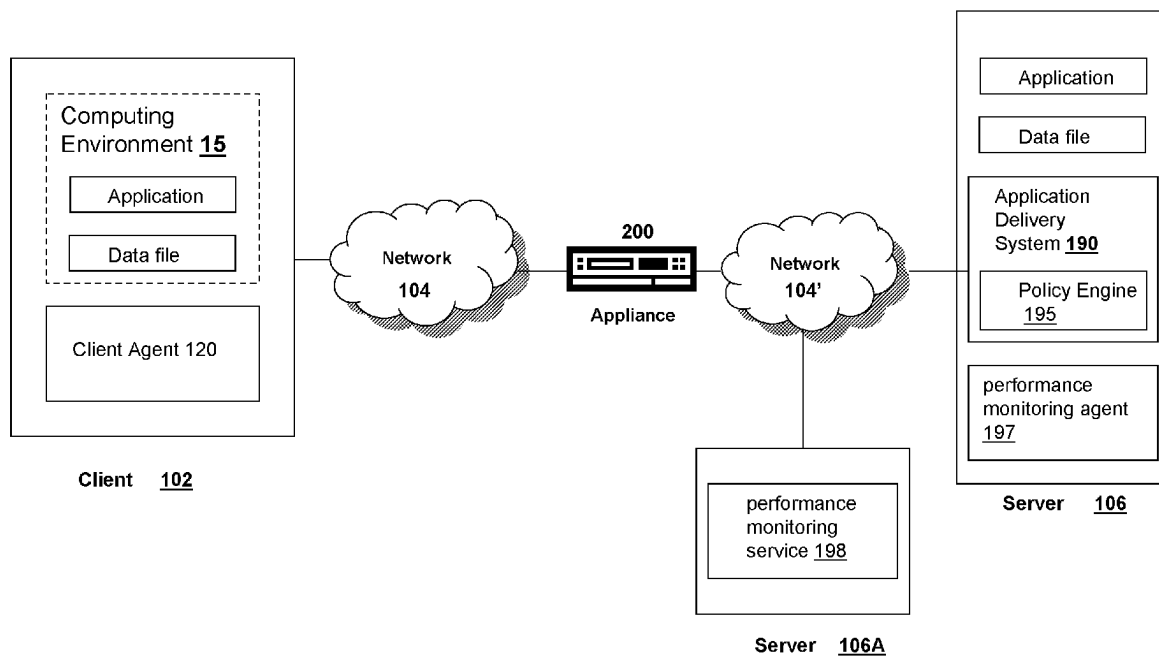 Computing
Environment 15
Application
Data file
Client Agent 120
Client 102
Network
104
200
Appliance
Network
104'
performance
monitoring
service 198
Server 106A
Application
Data file
Application
Delivery
System 190
Policy Engine
195
performance
monitoring agent
197
Server 106